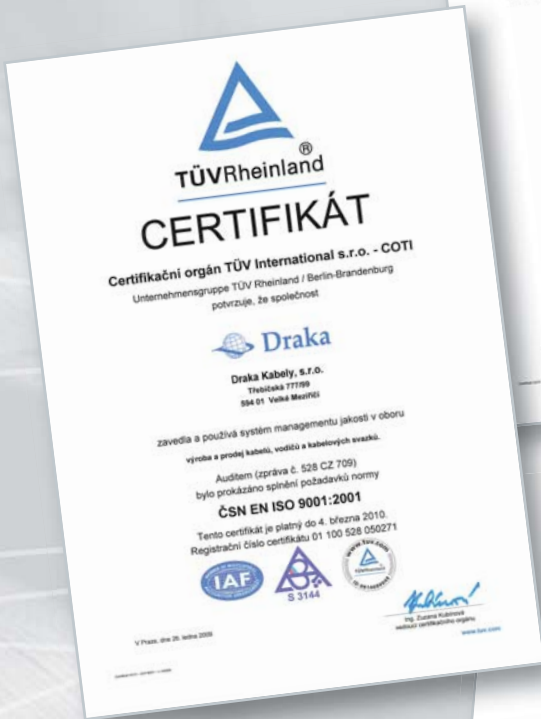 ®
TÜVRheinland
CERTIFIKÁT
Certifikační orgán TÜV International s.r.o. - COTI
Unternehmensgruppe TÜV Rheinland / Berlin-Brandenburg
potvrzuje, že společnost
Draka
Draka Kabely, s.r.o.
Třebíčská 777/99
594 01 Velké Meziříčí
zavedla a používá systém managementu jakosti v oboru
výroba a prodej kabelů, vodičů a kabelových svazků.
Auditem (zpráva č. 528 CZ 709)
bylo prokázáno splnění požadavků normy
ČSN EN ISO 9001:2001
Tento certifikát je platný do 4. března 2010.
Registrační číslo certifikátu 01 100 528 050271
IAF
S 3144
www.tuv.com
TÜVRheinland
Ing. Zuzana Kubínová
vedoucí certifikačního orgánu
V Praze, dne 26. ledna 2009
www.tuv.com